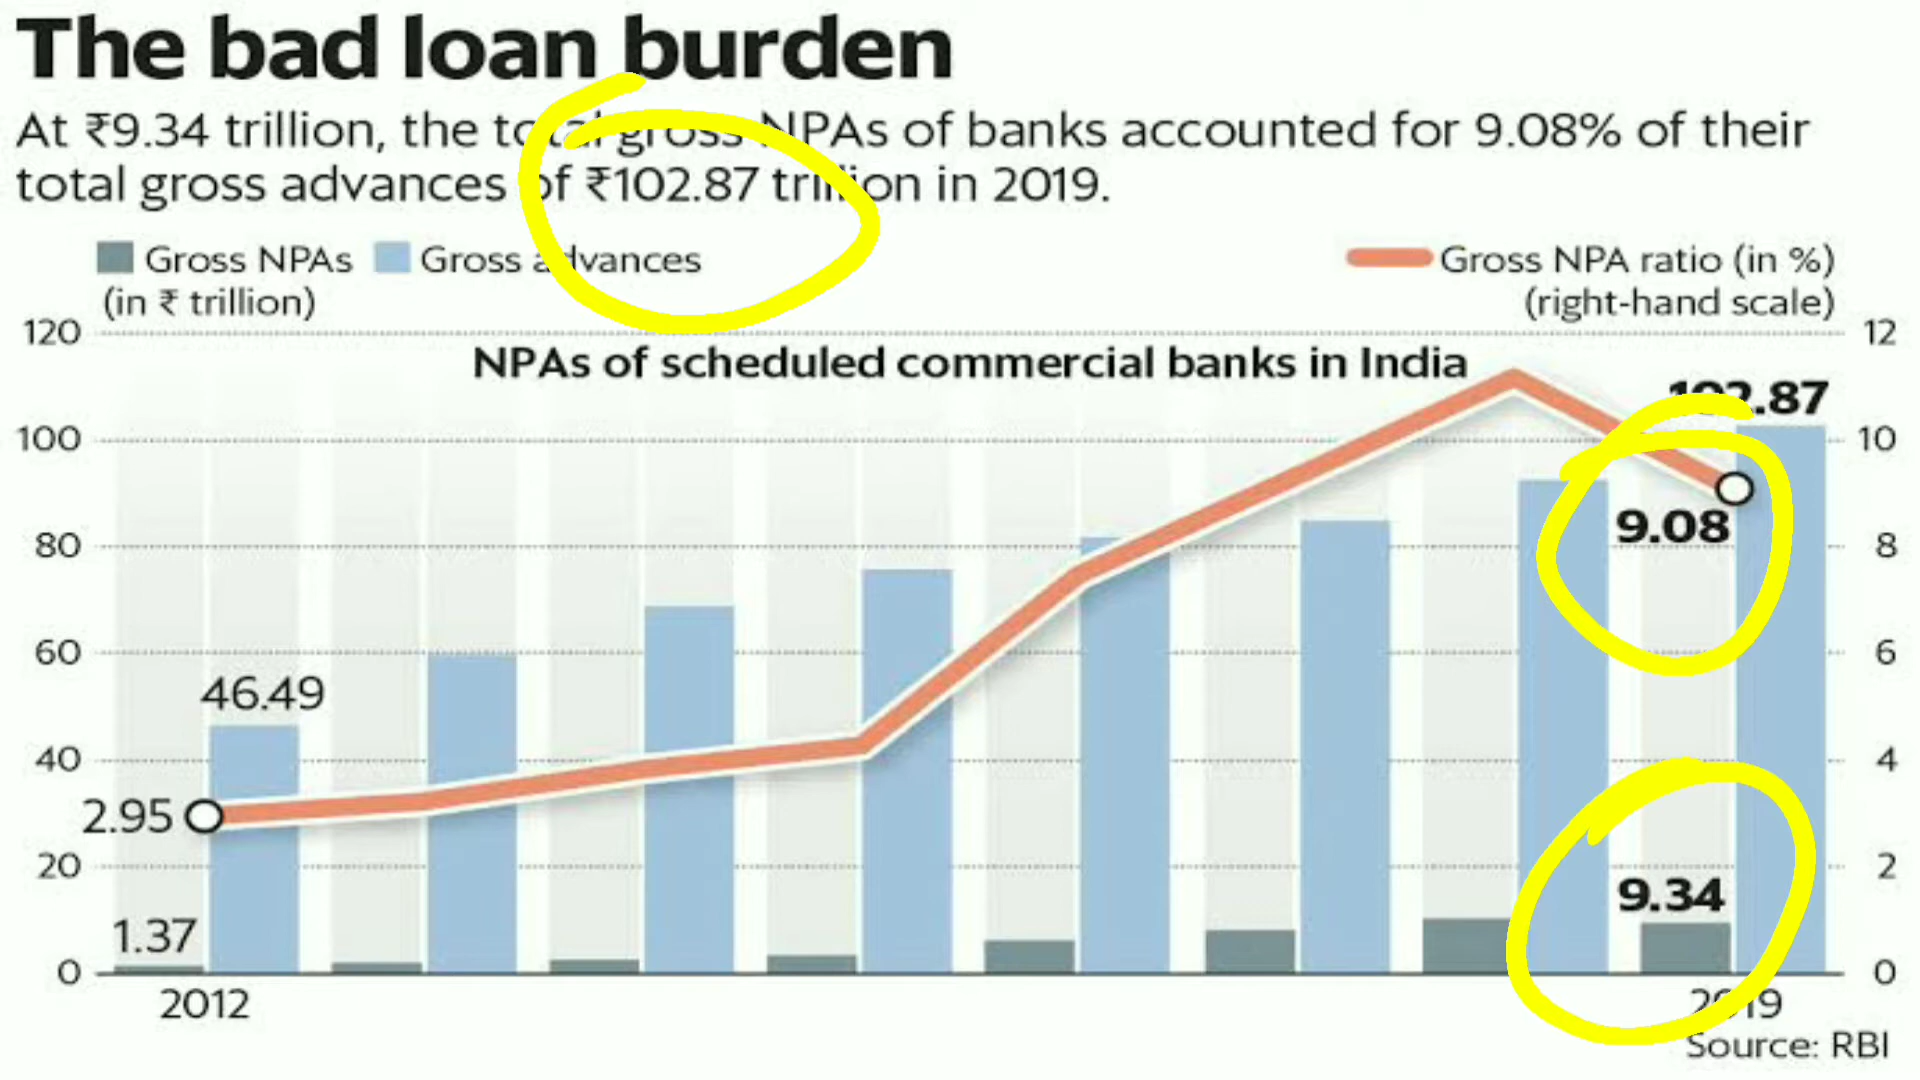 The bad loan burden
At ₹9.34 trillion, the total gross NPAs of banks accounted for 9.08% of their
total gross advances of ₹102.87 trillion in 2019.
Gross NPAs Gross advances
(in ₹ trillion)
Gross NPA ratio (in %)
(right-hand scale)
NPAs of scheduled commercial banks in India
120 12
102.87
100 10
9.08
80 8
60 6
46.49
40 4
2.95
20 2
9.34
1.37
0 0
2012 2019
Source: RBI